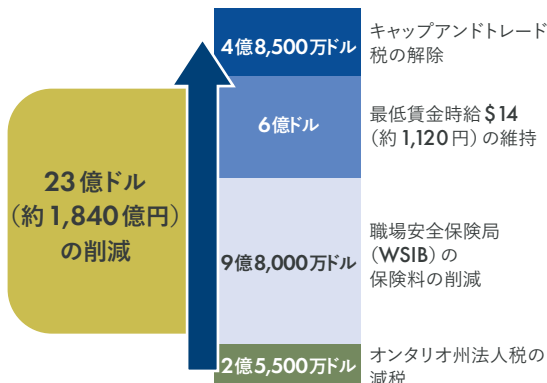 4億8,500万ドル
キャップアンドトレード
税の解除
6億ドル
最低賃金時給$14
（約1,120円）の維持
23億ドル
（約1,840億円）
の削減
9億8,000万ドル
職場安全保険局
（WSIB）の
保険料の削減
2億5,500万ドル
オンタリオ州法人税の
減税